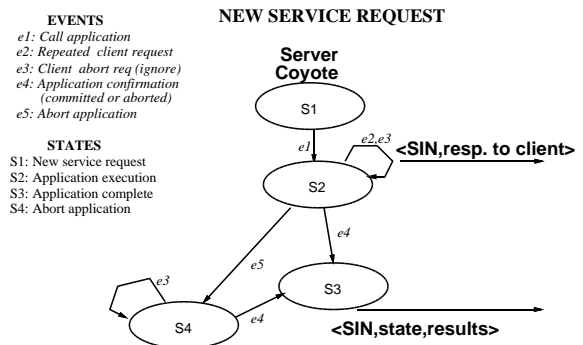 NEW SERVICE REQUEST
EVENTS
e1: Call application
e2: Repeated client request
e3: Client abort req (ignore)
e4: Application confirmation
(committed or aborted)
e5: Abort application
STATES
S1: New service request
S2: Application execution
S3: Application complete
S4: Abort application
Server
Coyote
S1
e1
e2,e3
<SIN,resp. to client>
S2
e4
e5
e3
S3
e4
S4
<SIN,state,results>